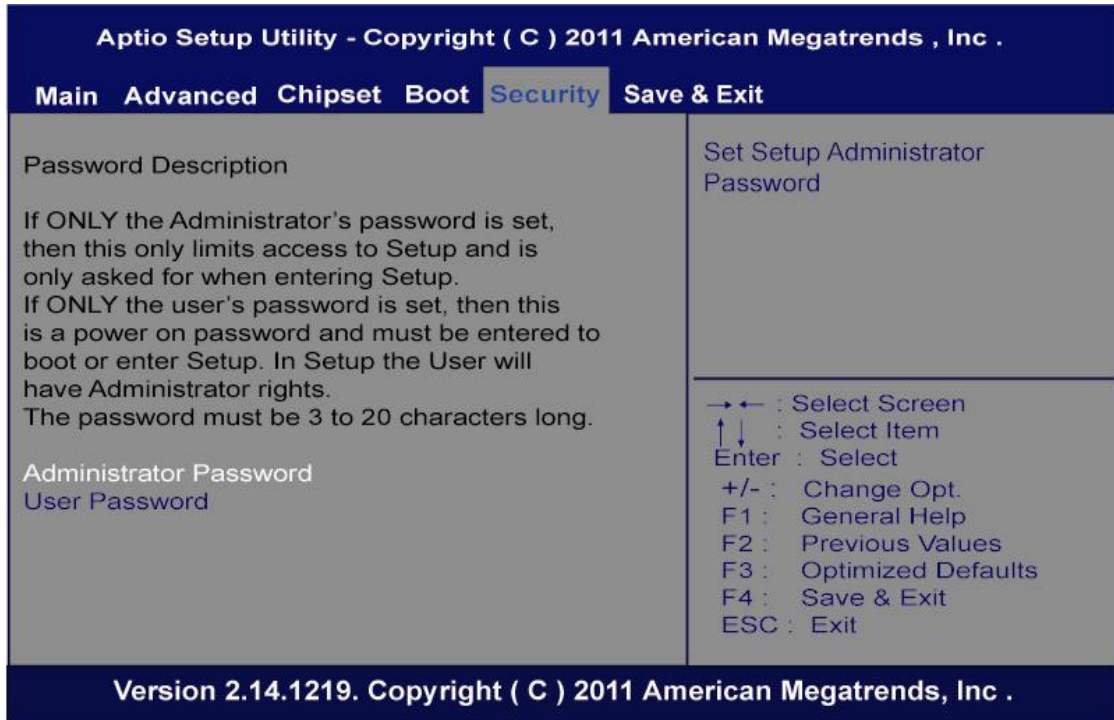 Aptio Setup Utility - Copyright ( C ) 2011 American Megatrends , Inc .
Main Advanced Chipset Boot Security Save & Exit
Password Description
If ONLY the Administrator's password is set,
then this only limits access to Setup and is
only asked for when entering Setup.
If ONLY the user's password is set, then this
is a power on password and must be entered to
boot or enter Setup. In Setup the User will
have Administrator rights.
The password must be 3 to 20 characters long.
Administrator Password
User Password
Set Setup Administrator
Password
→← : Select Screen
↑↓ : Select Item
Enter : Select
+/- : Change Opt.
F1 : General Help
F2 : Previous Values
F3 : Optimized Defaults
F4 : Save & Exit
ESC : Exit
Version 2.14.1219. Copyright ( C ) 2011 American Megatrends, Inc .